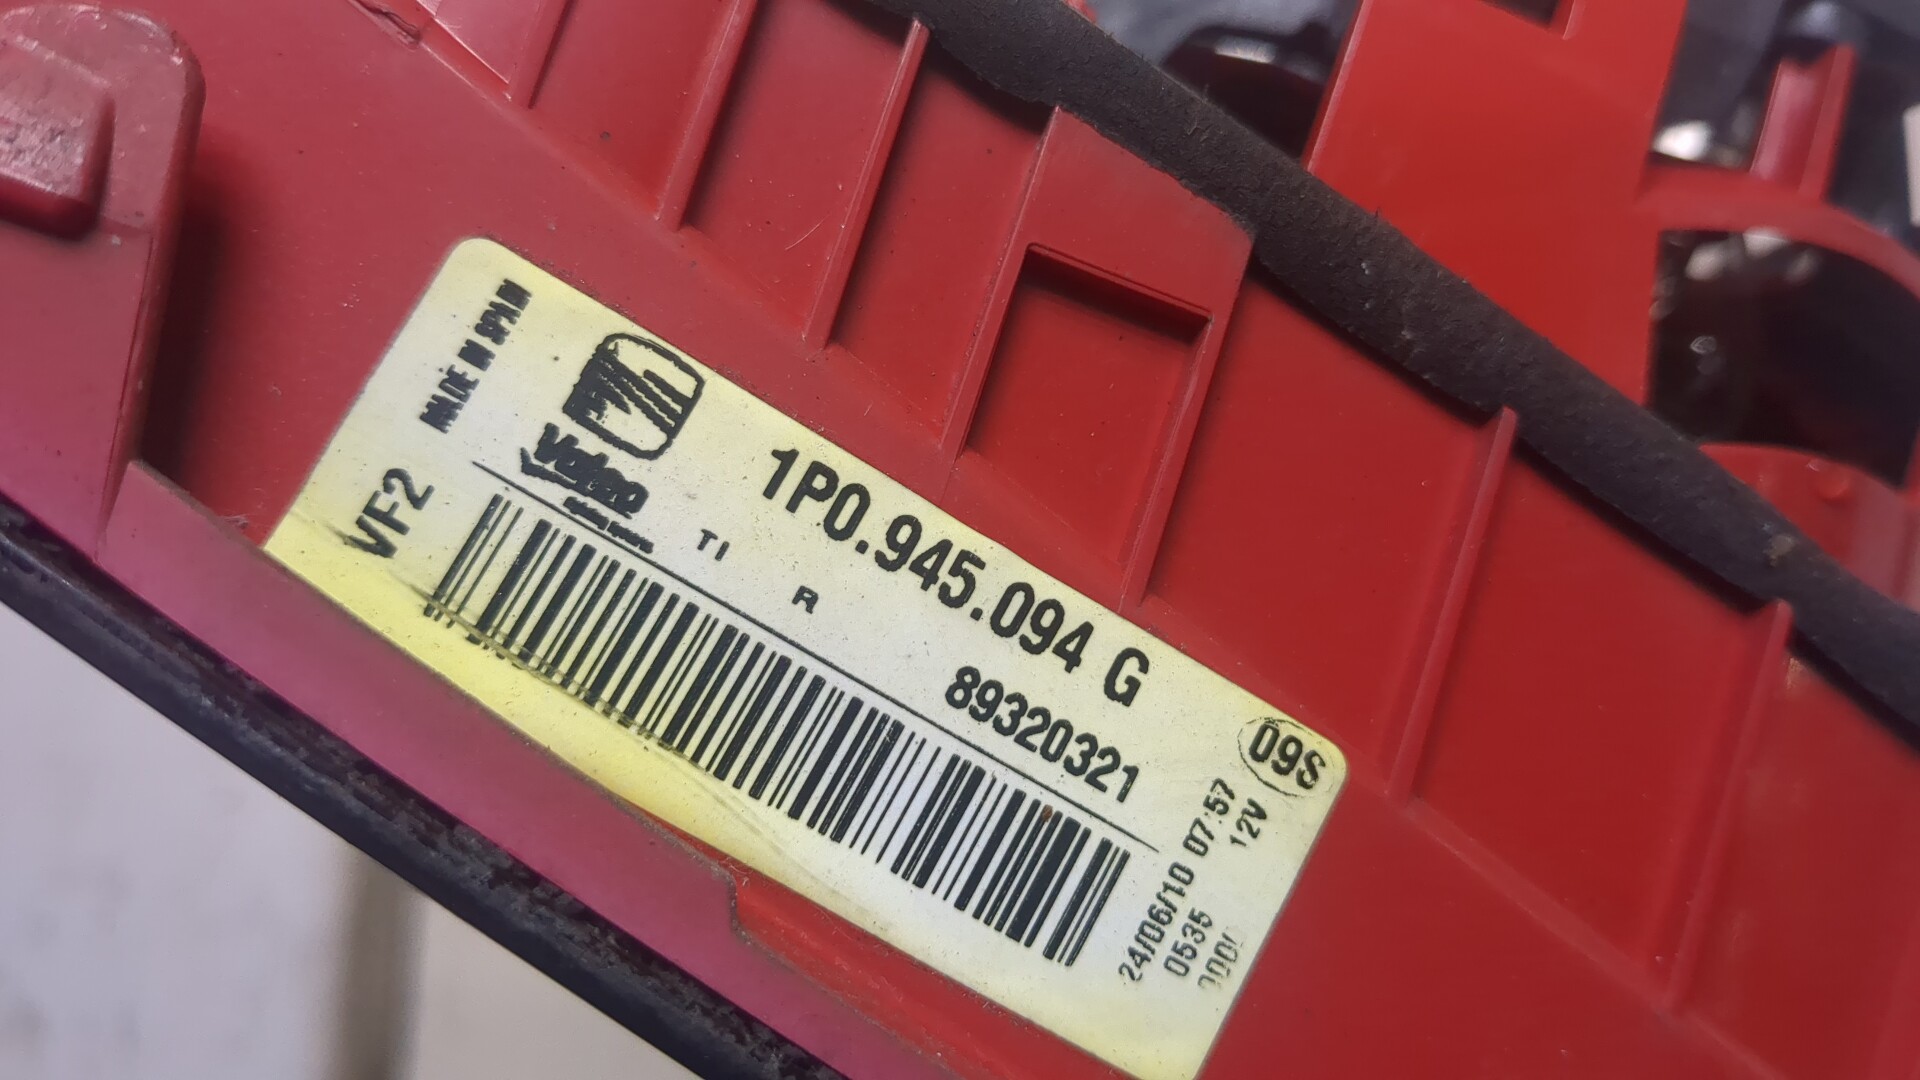 MADE IN SPAIN
VF2
Valeo
1P0.945.094 G
TI
R
89320321
09S
24/06/10 07:57
12V
0535